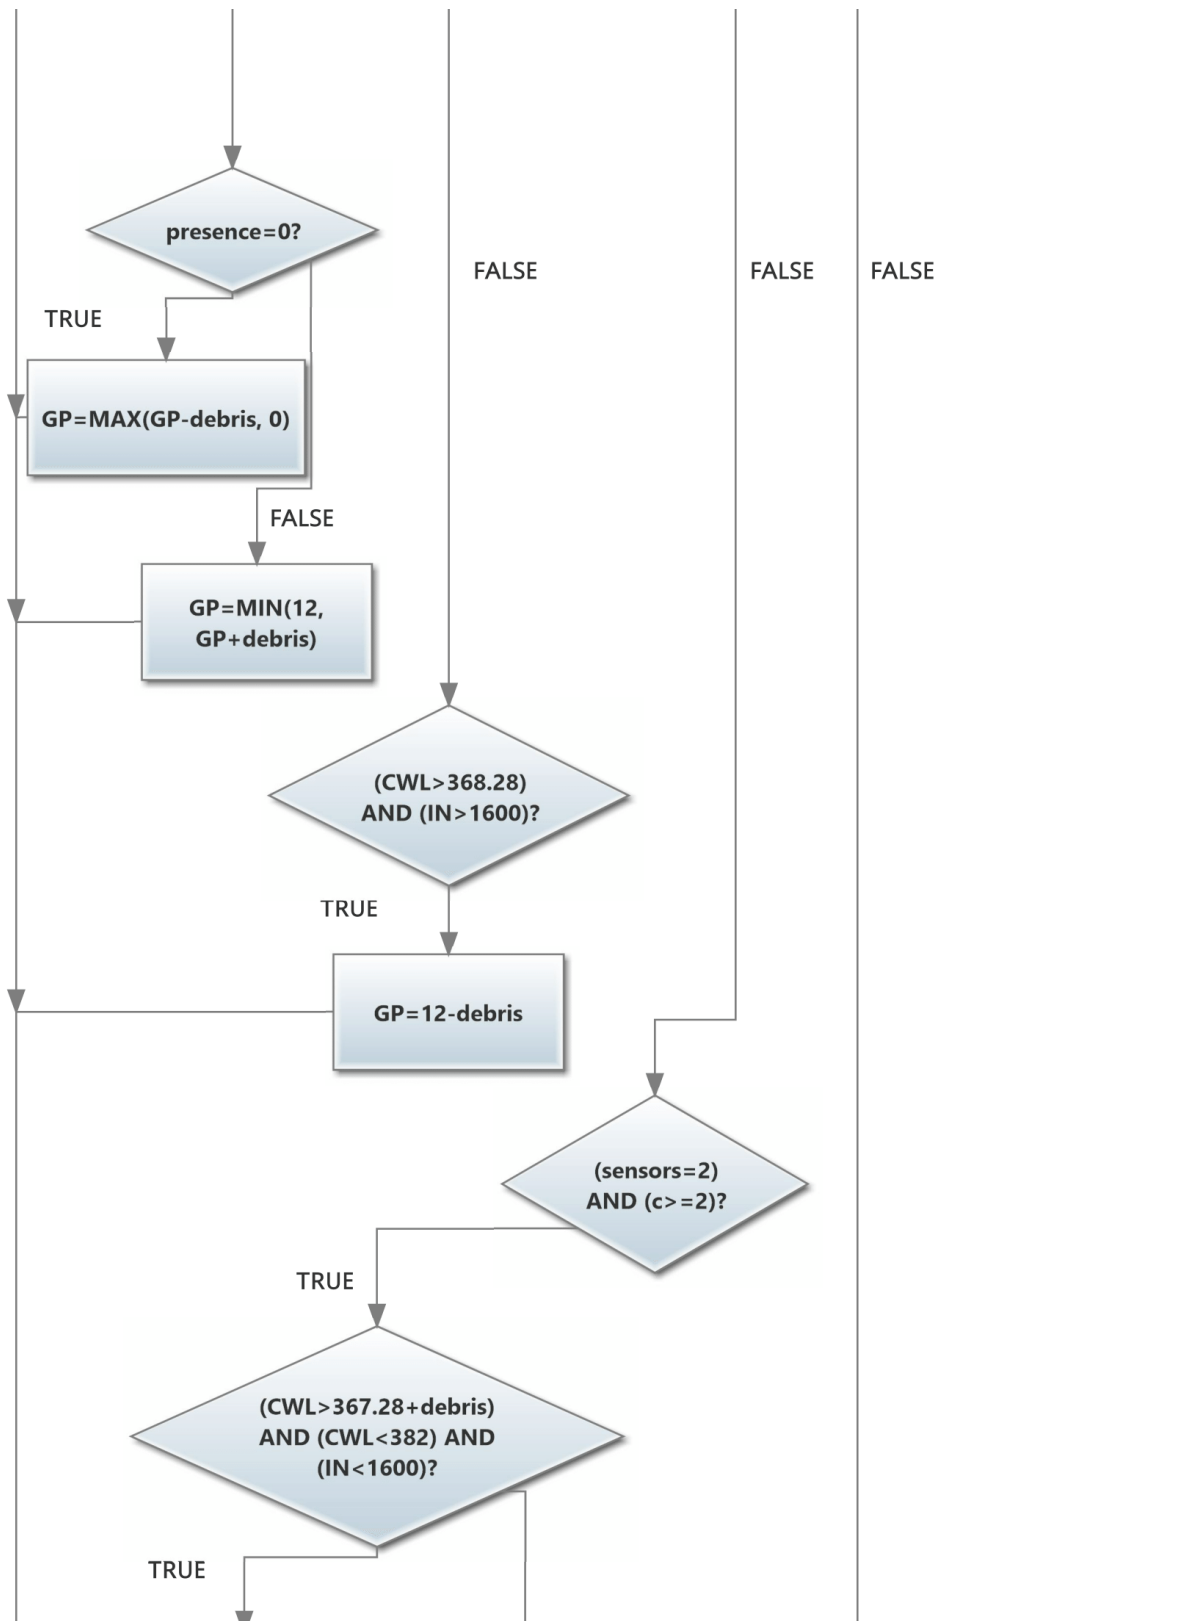 presence=0?
FALSE
FALSE
FALSE
TRUE
GP=MAX(GP-debris, 0)
FALSE
GP=MIN(12,
GP+debris)
(CWL>368.28)
AND (IN>1600)?
TRUE
GP=12-debris
(sensors=2)
AND (c>=2)?
TRUE
(CWL>367.28+debris)
AND (CWL<382) AND
(IN<1600)?
TRUE